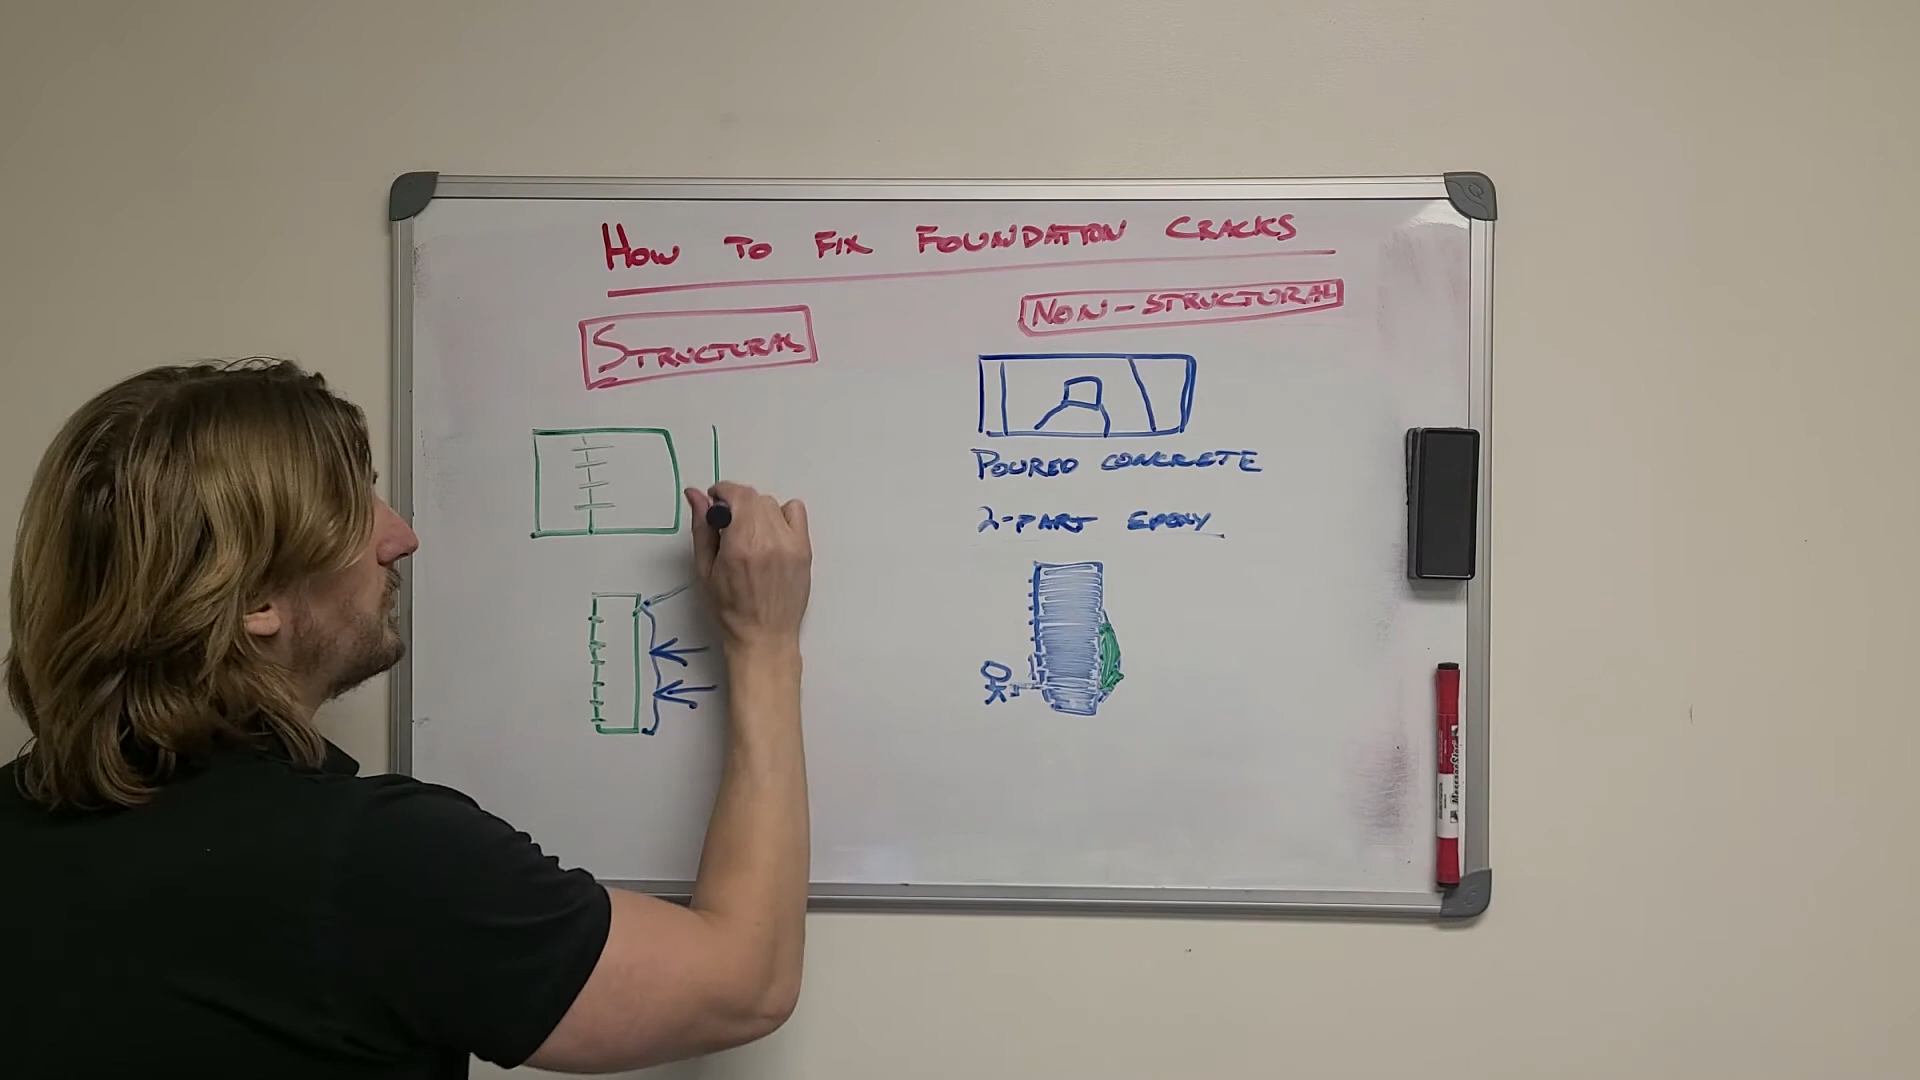 HOW TO FIX FOUNDATION CRACKS
STRUCTURAL
NON-STRUCTURAL
POURED CONCRETE
2-PART EPOXY